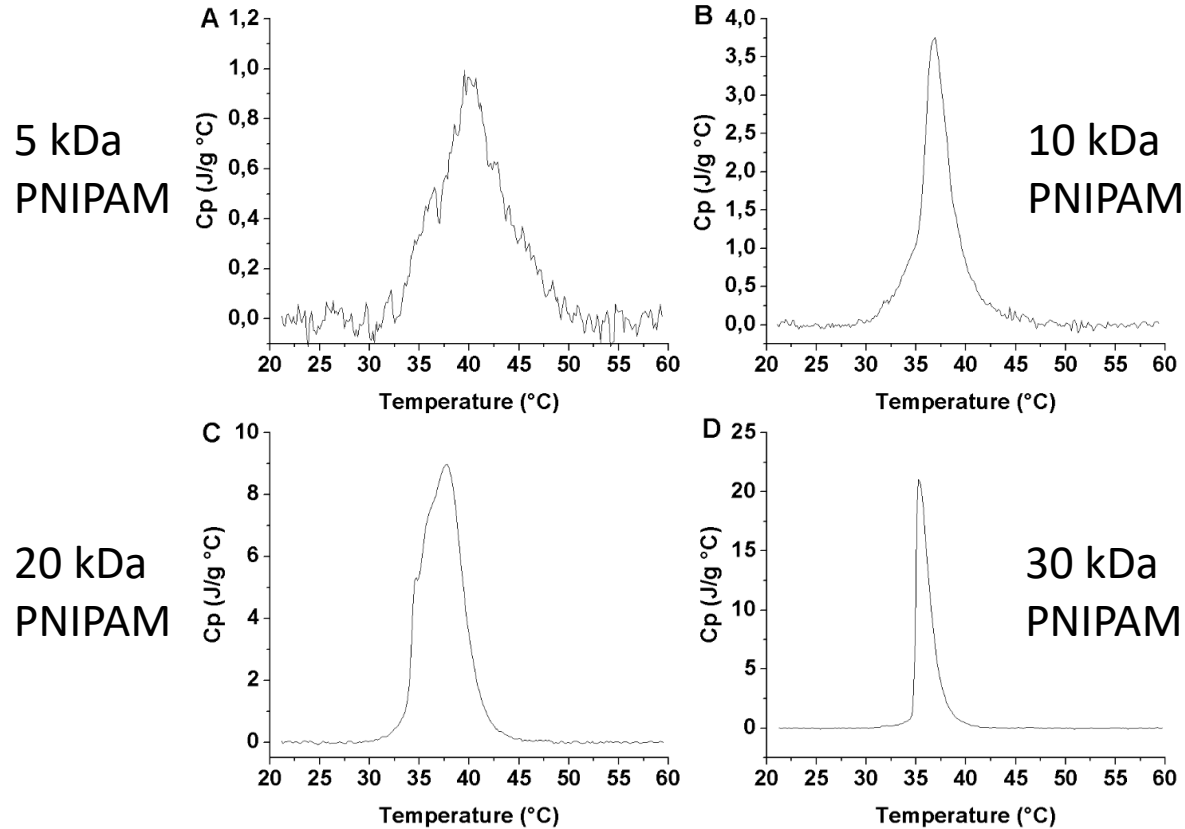 A
1,2
1,0
0,8
0,6
0,4
0,2
0,0
Cp (J/g °C)
20 25 30 35 40 45 50 55 60
Temperature (°C)
5 kDa
PNIPAM
B
4,0
3,5
3,0
2,5
2,0
1,5
1,0
0,5
0,0
Cp (J/g °C)
20 25 30 35 40 45 50 55 60
Temperature (°C)
10 kDa
PNIPAM
C
10
8
6
4
2
0
Cp (J/g °C)
20 25 30 35 40 45 50 55 60
Temperature (°C)
20 kDa
PNIPAM
D
25
20
15
10
5
0
Cp (J/g °C)
20 25 30 35 40 45 50 55 60
Temperature (°C)
30 kDa
PNIPAM